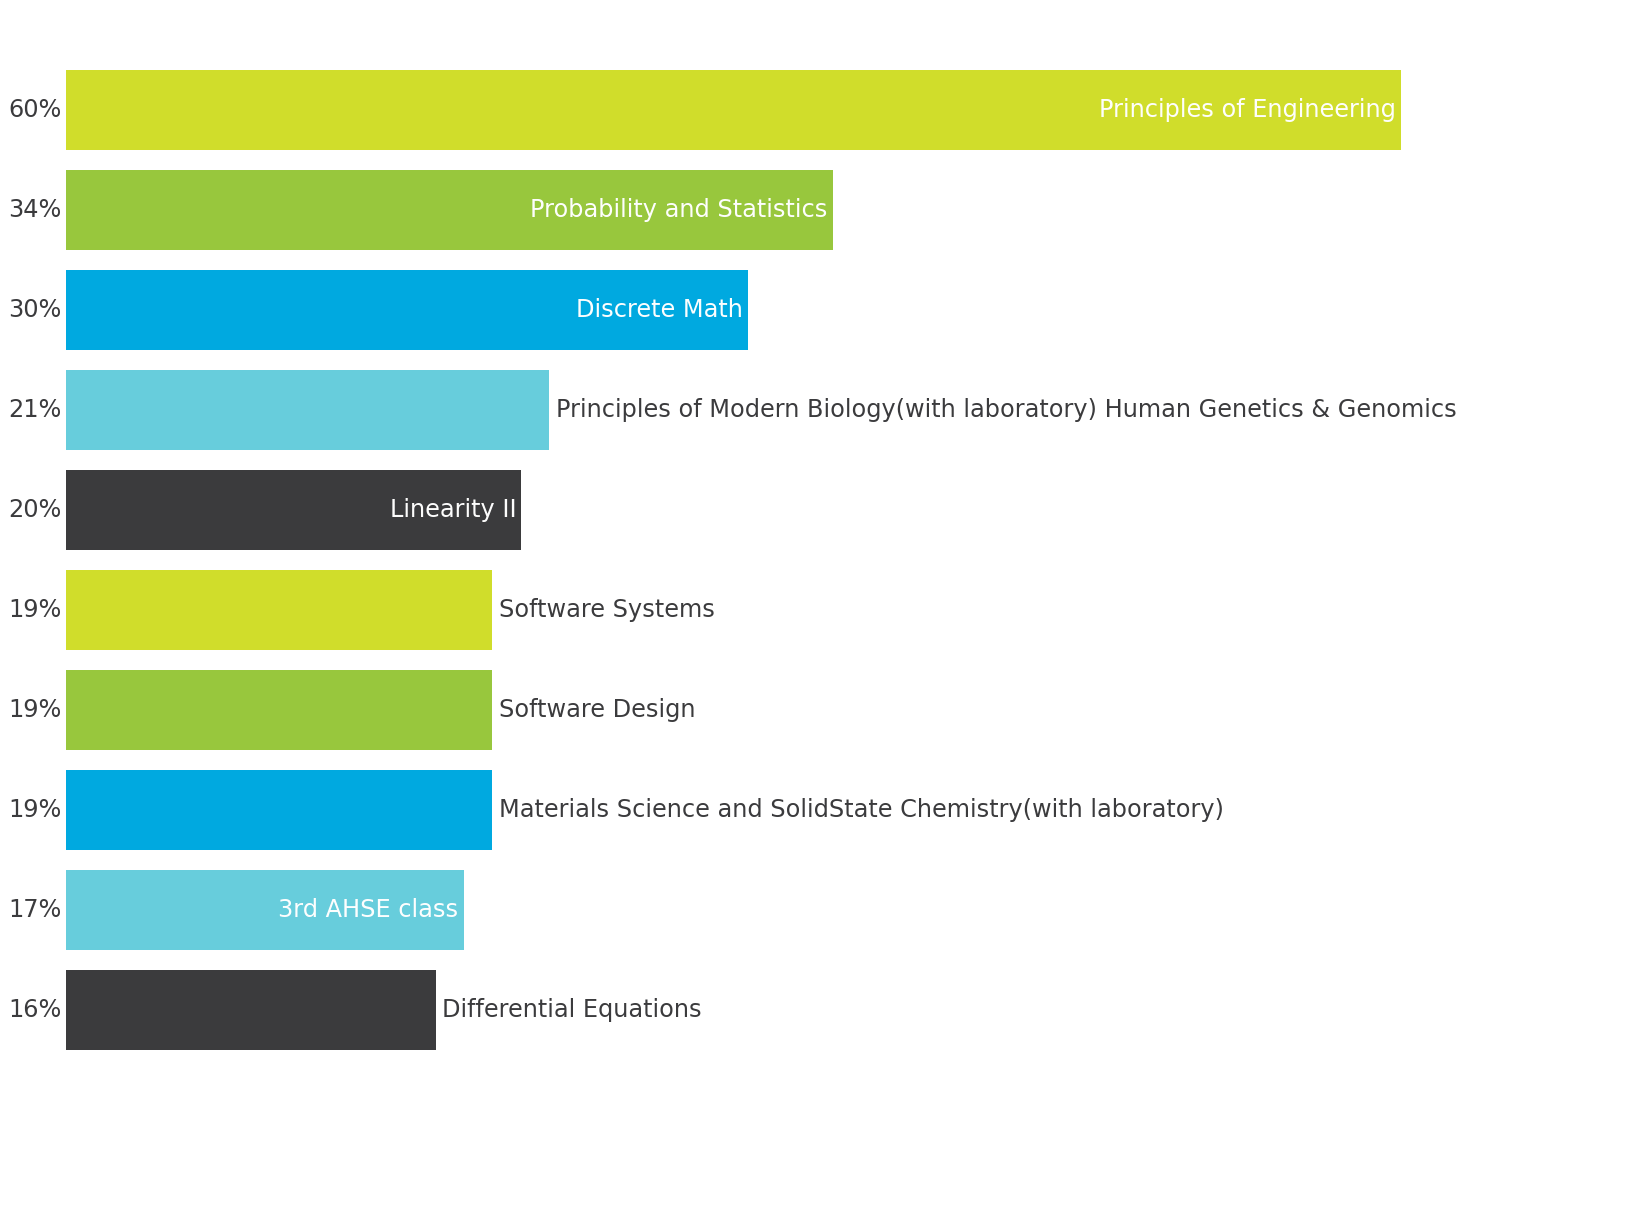 60% Principles of Engineering
34% Probability and Statistics
30% Discrete Math
21% Principles of Modern Biology(with laboratory) Human Genetics & Genomics
20% Linearity II
19% Software Systems
19% Software Design
19% Materials Science and SolidState Chemistry(with laboratory)
17% 3rd AHSE class
16% Differential Equations